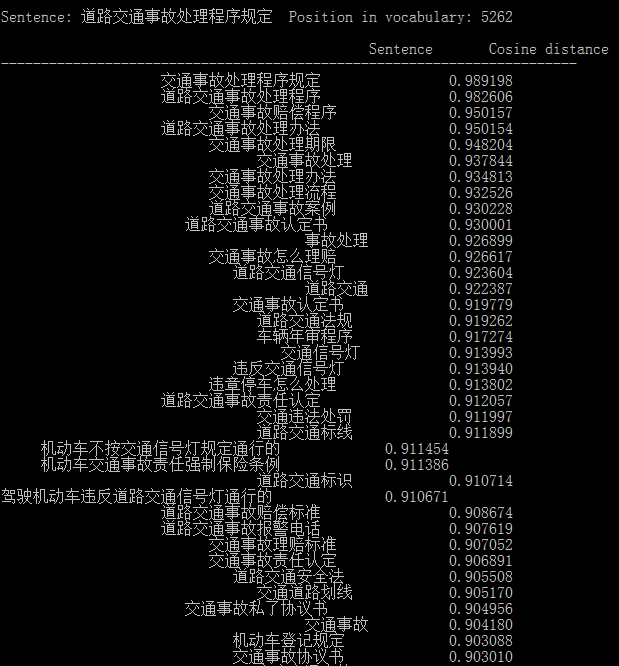 Sentence: 道路交通事故处理程序规定  Position in vocabulary: 5262
Sentence  Cosine distance
------------------------------------------------------------------------
交通事故处理程序规定  0.989198
道路交通事故处理程序  0.982606
交通事故赔偿程序  0.950157
道路交通事故处理办法  0.950154
交通事故处理期限  0.948204
交通事故处理  0.937844
交通事故处理办法  0.934813
交通事故处理流程  0.932526
道路交通事故案例  0.930228
道路交通事故认定书  0.930001
事故处理  0.926899
交通事故怎么理赔  0.926617
道路交通信号灯  0.923604
道路交通  0.922387
交通事故认定书  0.919779
道路交通法规  0.919262
车辆年审程序  0.917274
交通信号灯  0.913993
违反交通信号灯  0.913940
违章停车怎么处理  0.913802
道路交通事故责任认定  0.912057
交通违法处罚  0.911997
道路交通标线  0.911899
机动车不按交通信号灯规定通行的  0.911454
机动车交通事故责任强制保险条例  0.911386
道路交通标识  0.910714
驾驶机动车违反道路交通信号灯通行的  0.910671
道路交通事故赔偿标准  0.908674
道路交通事故报警电话  0.907619
交通事故理赔标准  0.907052
交通事故责任认定  0.906891
道路交通安全法  0.905508
交通道路划线  0.905170
交通事故私了协议书  0.904956
交通事故  0.904180
机动车登记规定  0.903088
交通事故协议书  0.903010